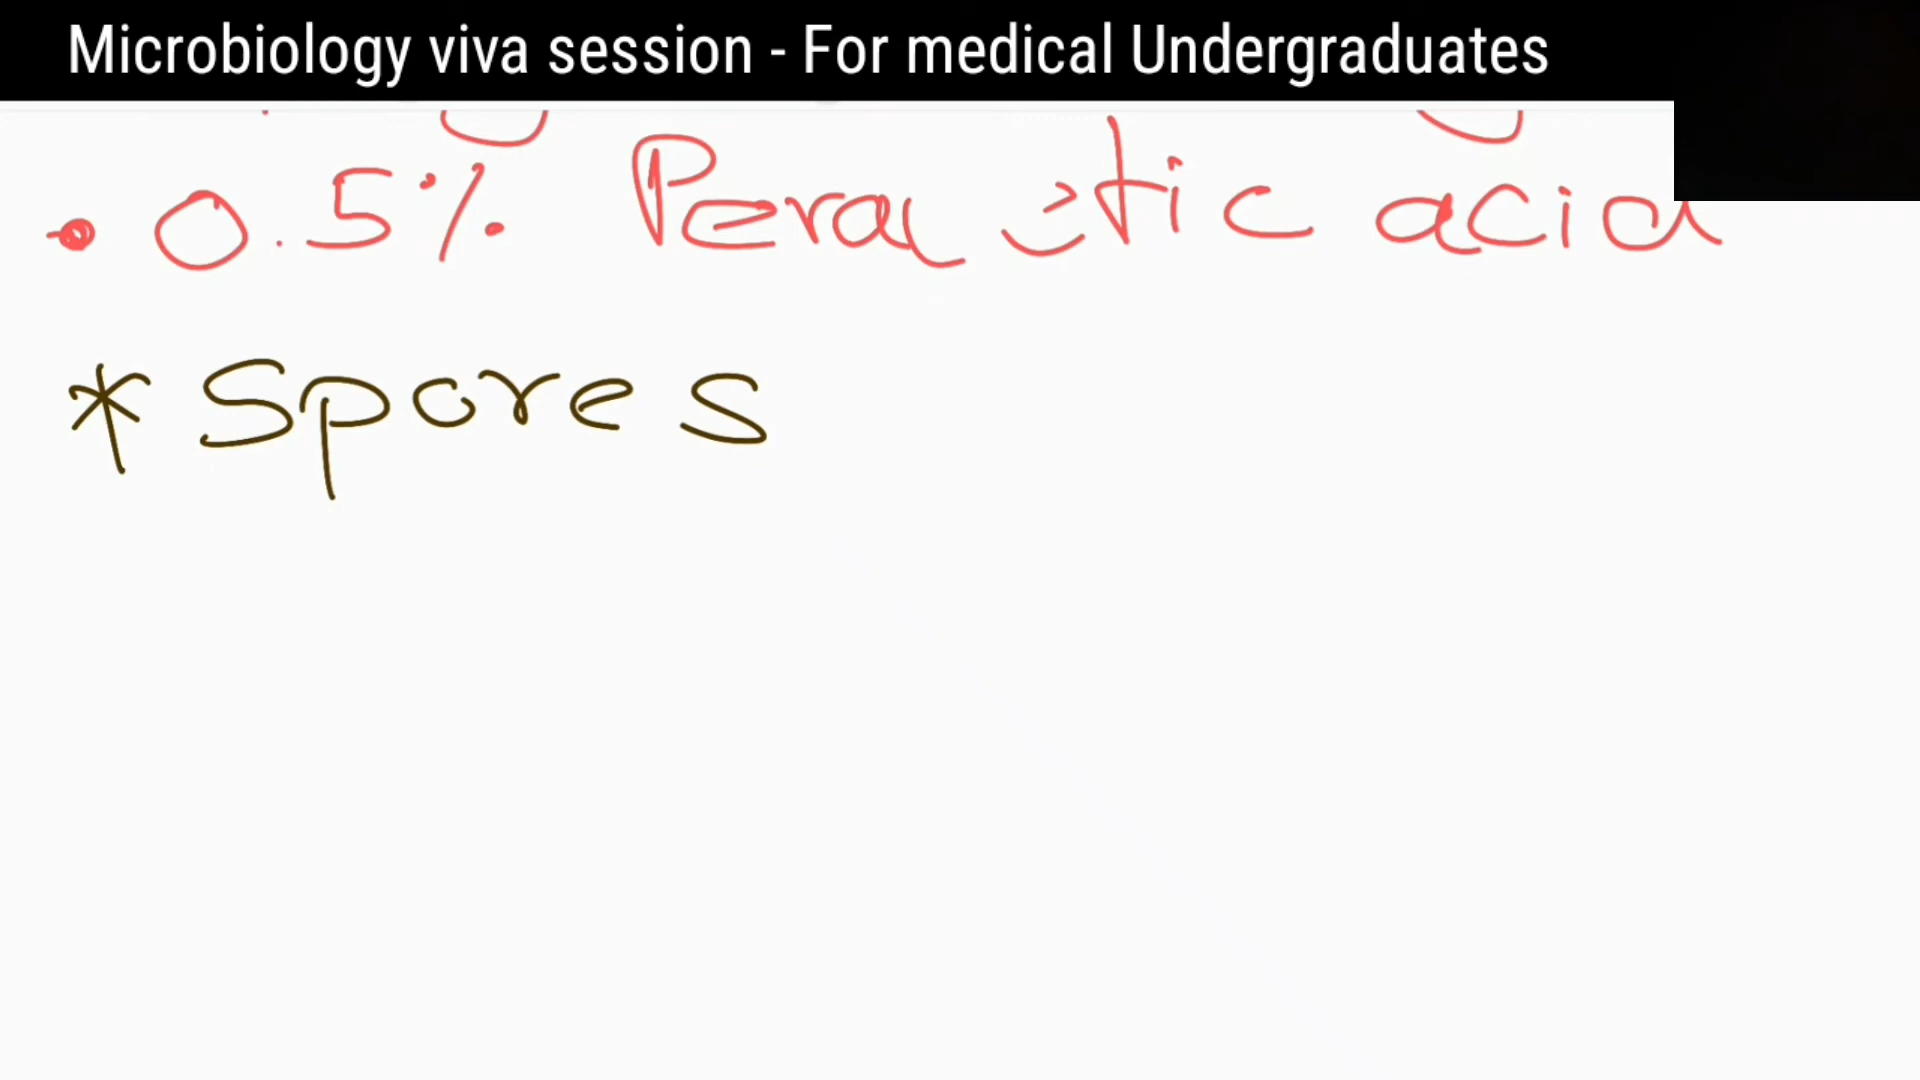 Microbiology viva session - For medical Undergraduates
• 0.5% Peracetic acid
* Spores